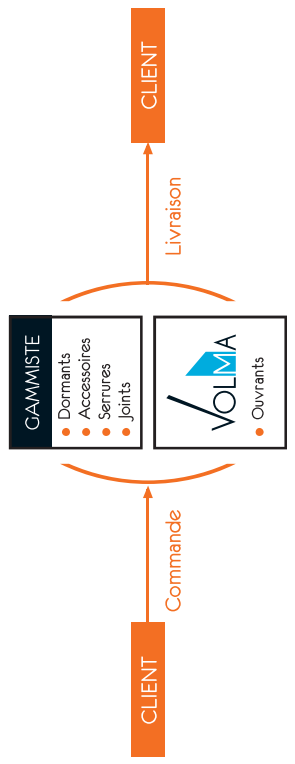 CLIENT
Commande
GAMMISTE
Dormants
Accessoires
Serrures
Joints
VOLMA
Ouvrants
Livraison
CLIENT